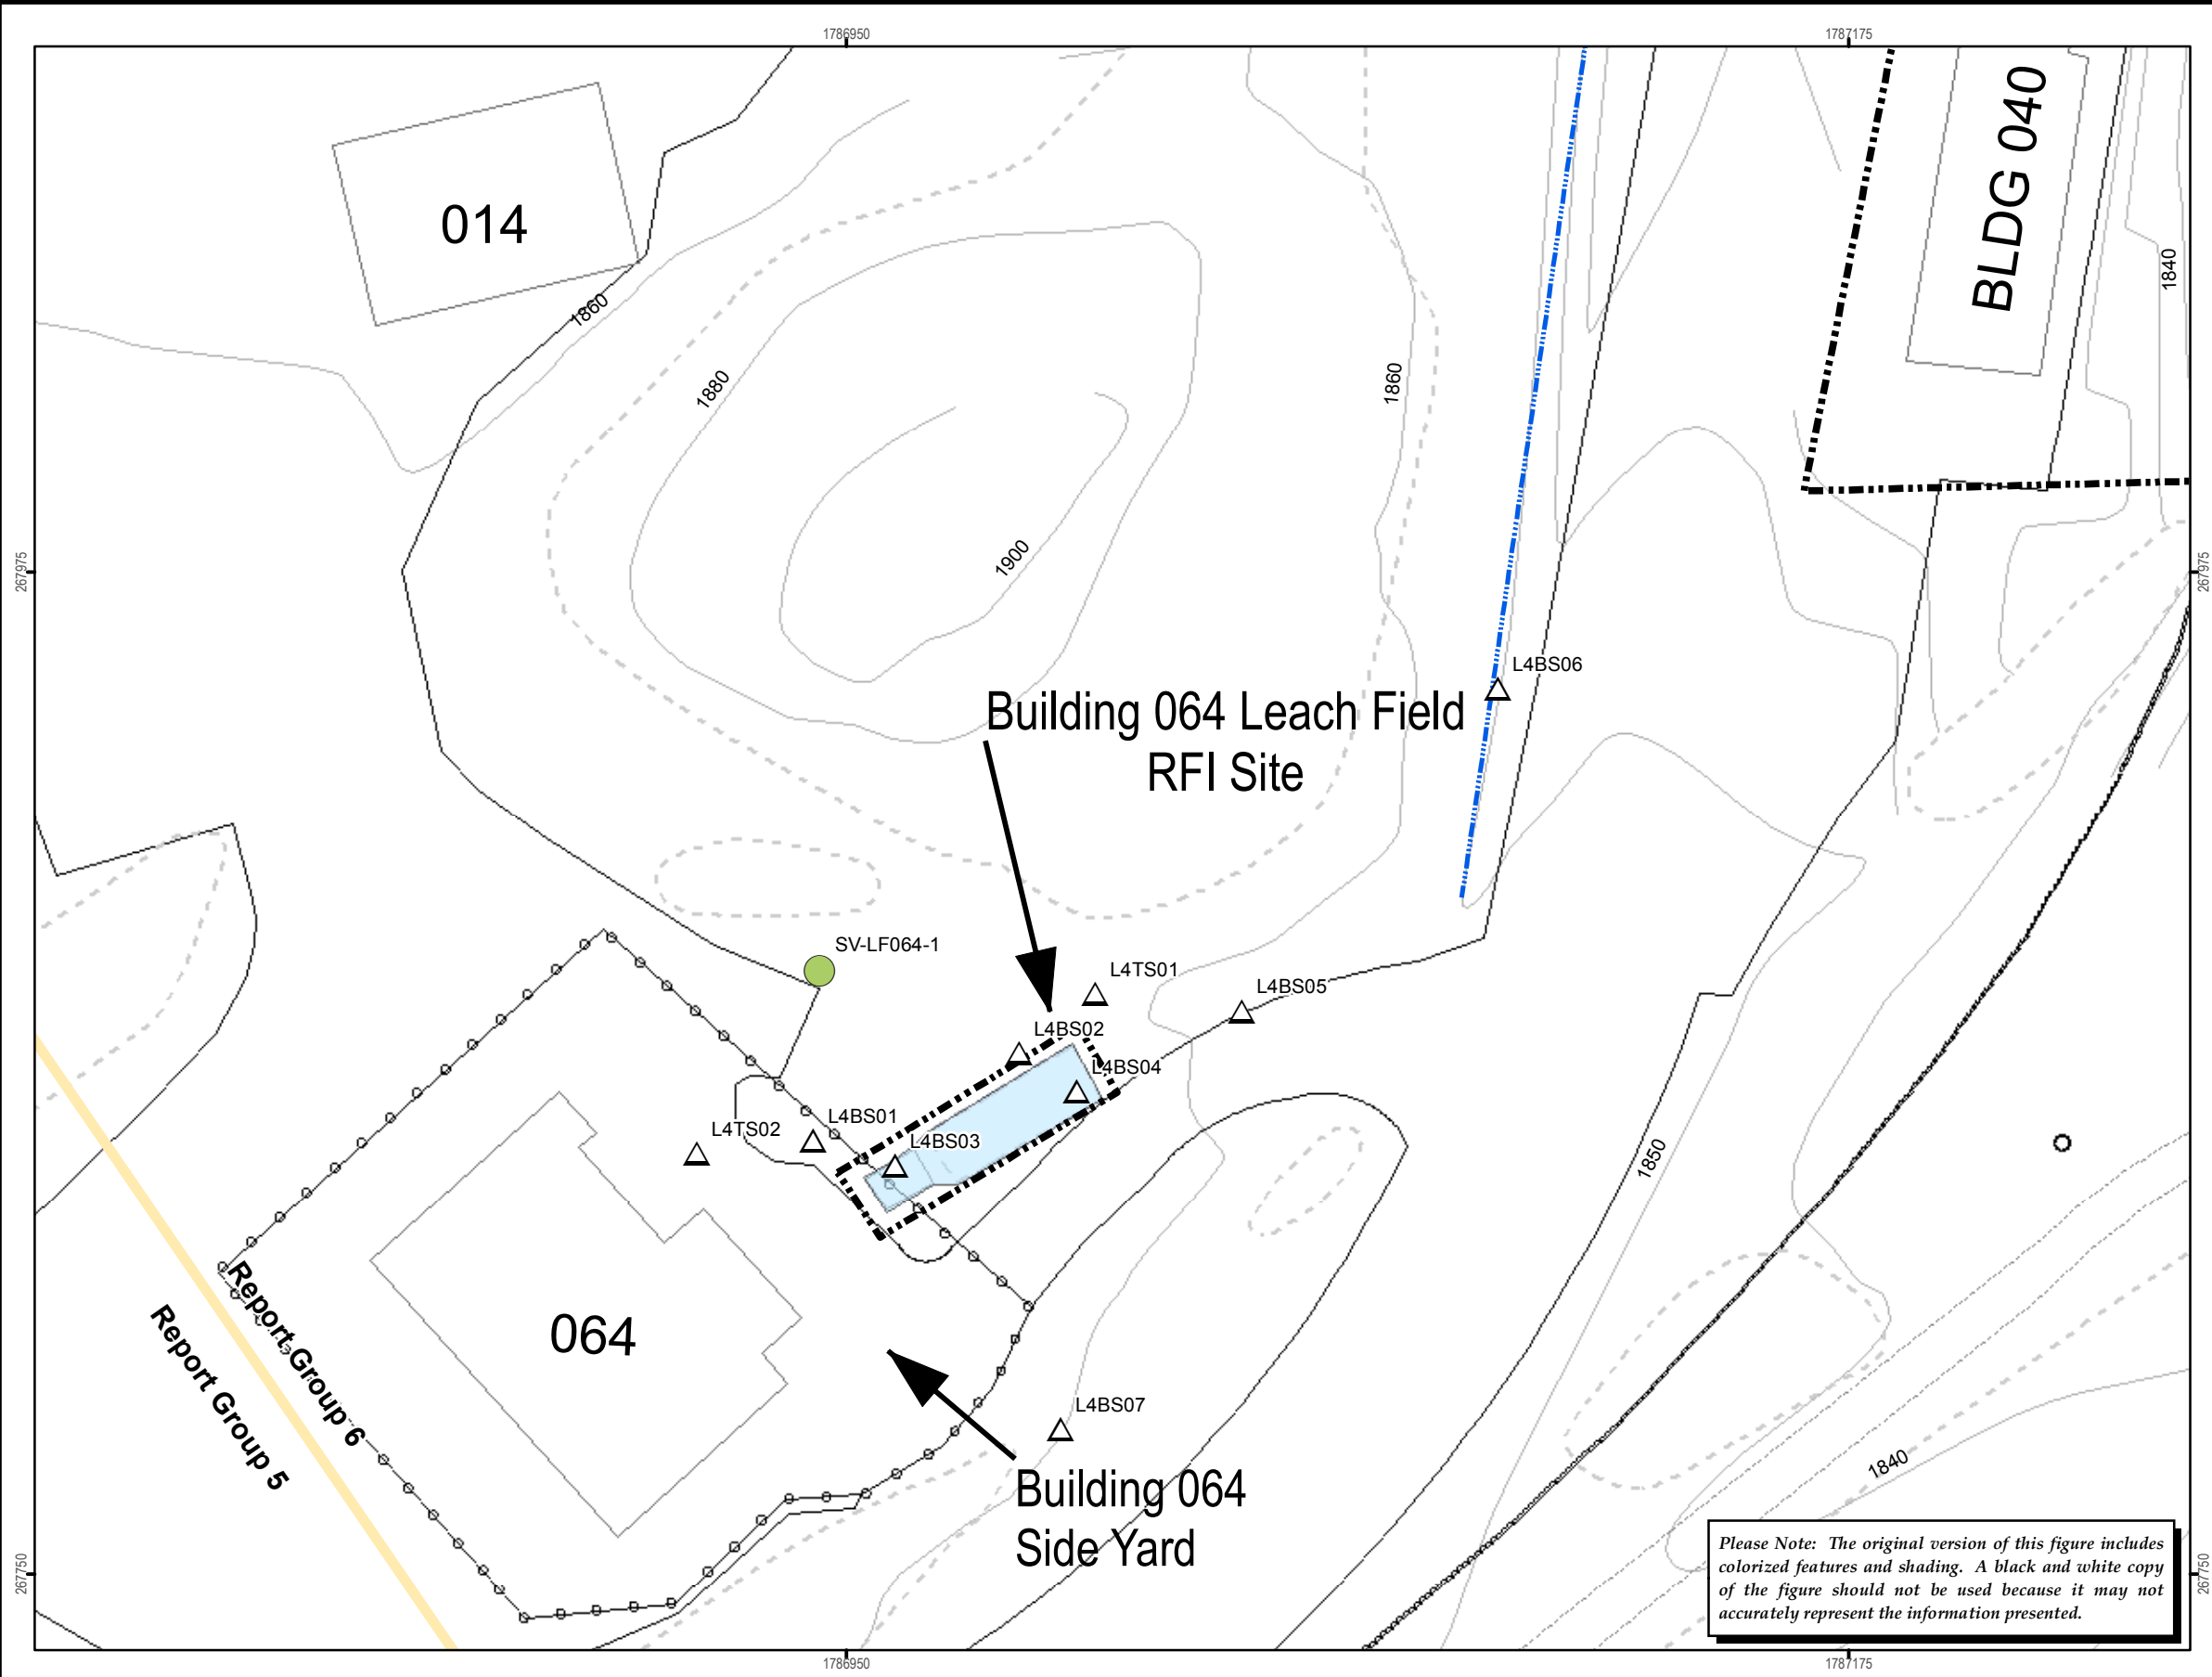 1786950
1787175
014
BLDG 040
1840
1860
1880
1860
1900
267975
267975
L4BS06
Building 064 Leach Field
RFI Site
SV-LF064-1
L4TS01
L4BS05
L4BS02
L4BS04
L4BS01
L4TS02
L4BS03
1850
064
Report Group 6
Report Group 5
L4BS07
Building 064
Side Yard
1840
267750
267750
Please Note: The original version of this figure includes
colorized features and shading. A black and white copy
of the figure should not be used because it may not
accurately represent the information presented.
1786950
1787175